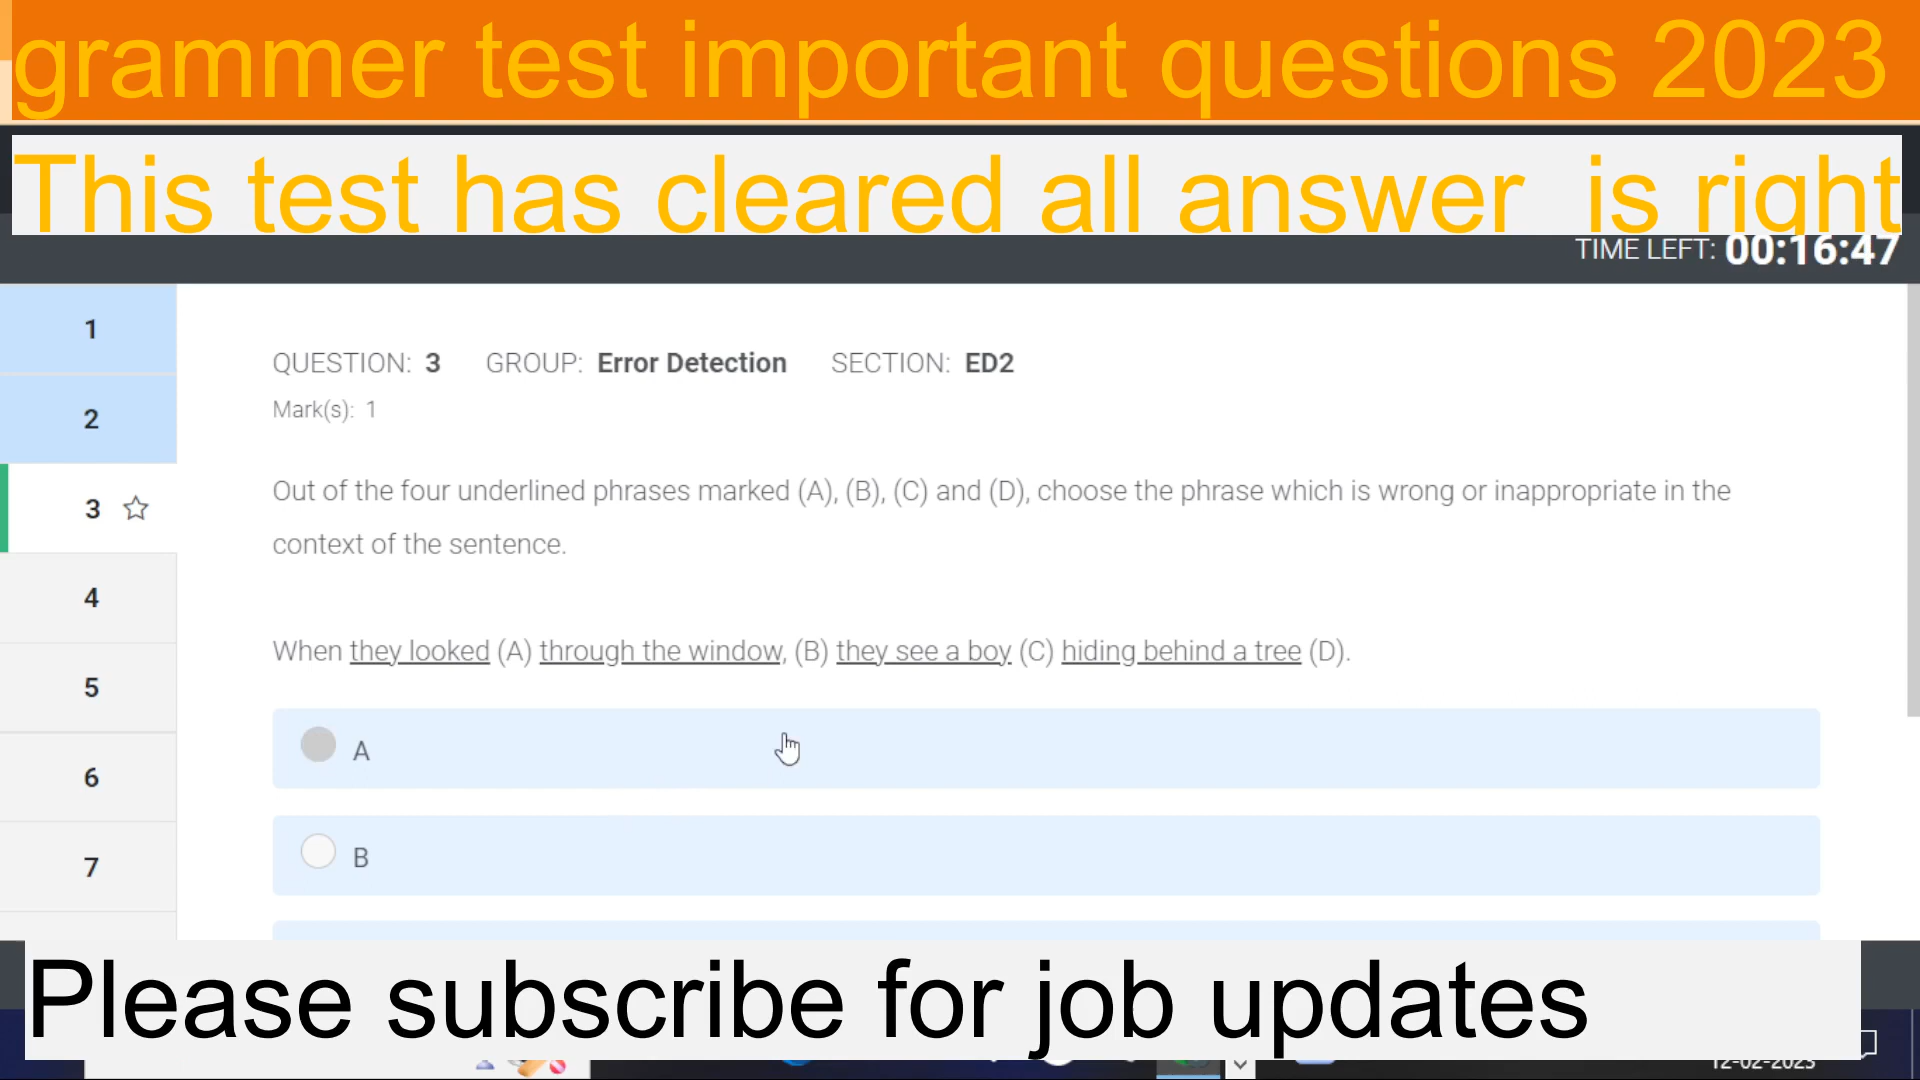 grammer test important questions 2023
This test has cleared all answer is right
TIME LEFT: 00:16:47
1
2
3
4
5
6
7
QUESTION: 3 GROUP: Error Detection SECTION: ED2
Mark(s): 1
Out of the four underlined phrases marked (A), (B), (C) and (D), choose the phrase which is wrong or inappropriate in the
context of the sentence.
When they looked (A) through the window, (B) they see a boy (C) hiding behind a tree (D).
A
B
Please subscribe for job updates
12-02-2023